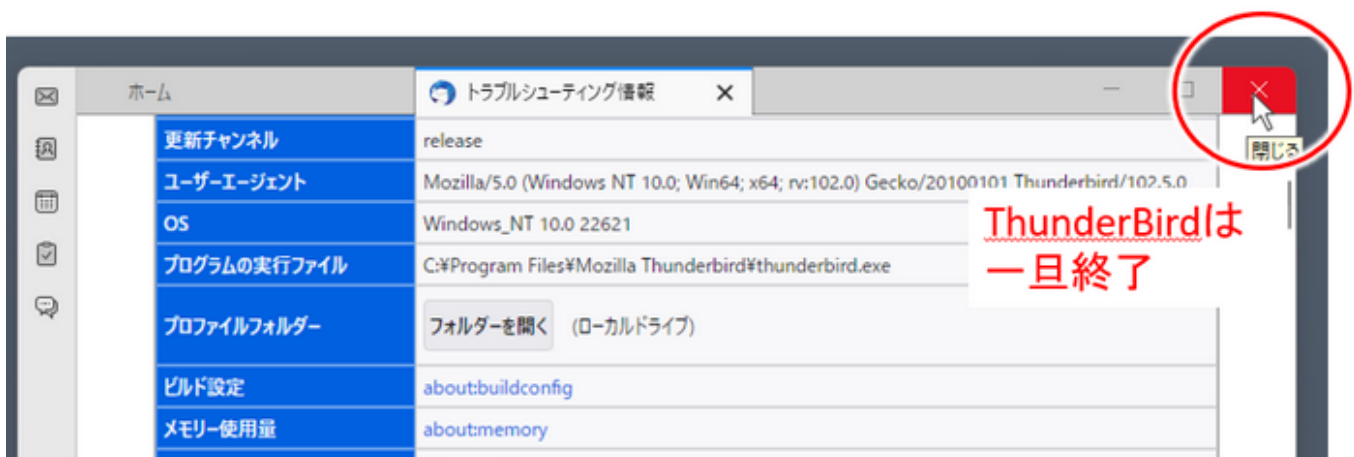 ホーム
トラブルシューティング情報
閉じる
更新チャンネル release
ユーザーエージェント Mozilla/5.0 (Windows NT 10.0; Win64; x64; rv:102.0) Gecko/20100101 Thunderbird/102.5.0
OS Windows_NT 10.0 22621
プログラムの実行ファイル C:¥Program Files¥Mozilla Thunderbird¥thunderbird.exe
プロファイルフォルダー フォルダーを開く (ローカルドライブ)
ビルド設定 about:buildconfig
メモリー使用量 about:memory
ThunderBirdは
一旦終了